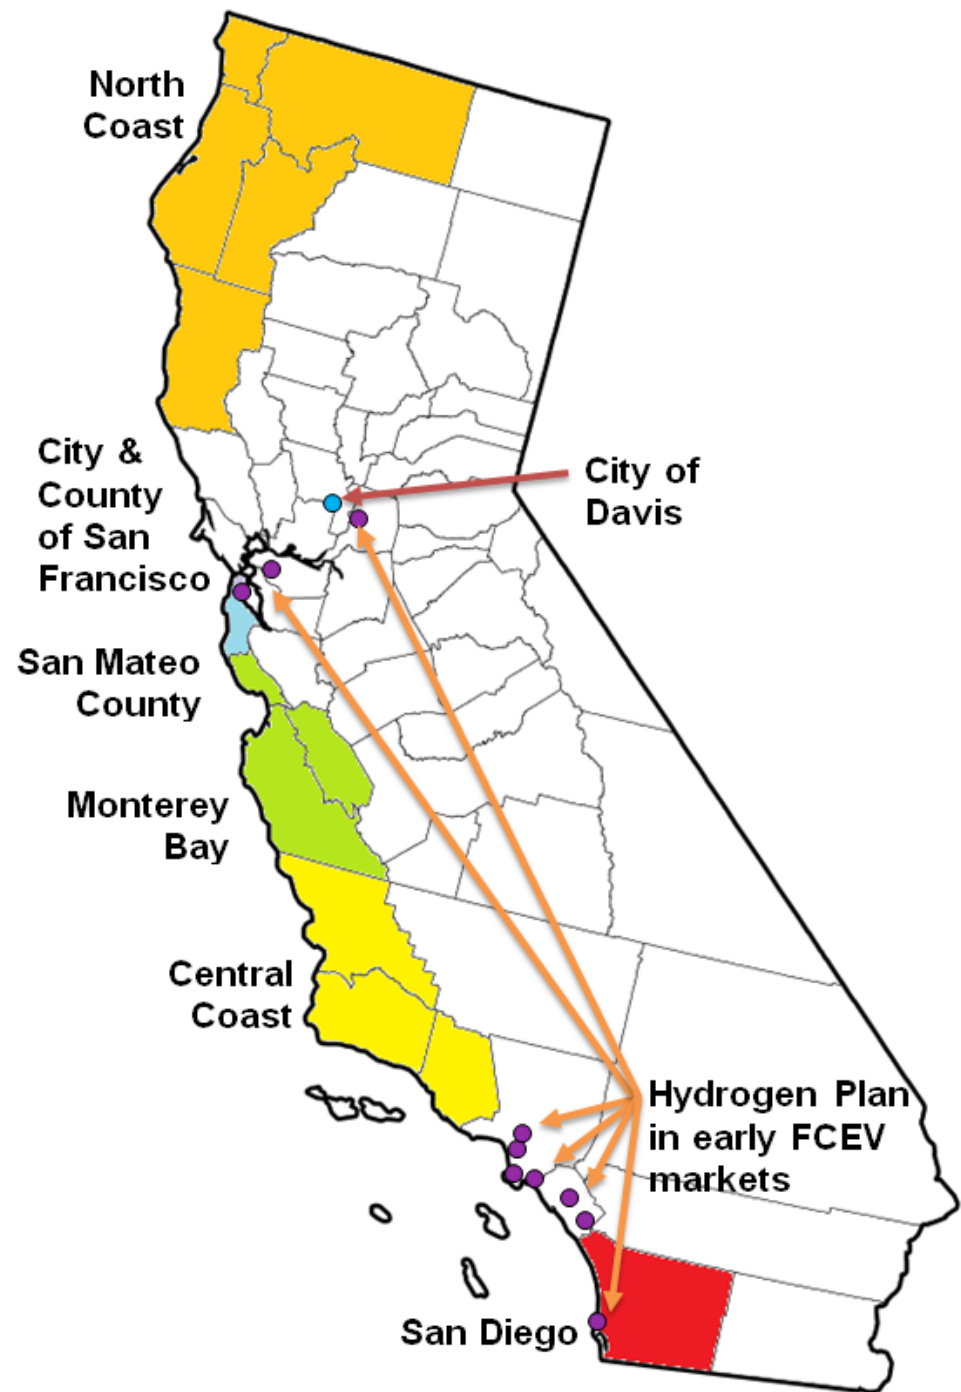 North
Coast
City &
County
of San
Francisco
City of
Davis
San Mateo
County
Monterey
Bay
Central
Coast
Hydrogen Plan
in early FCEV
markets
San Diego